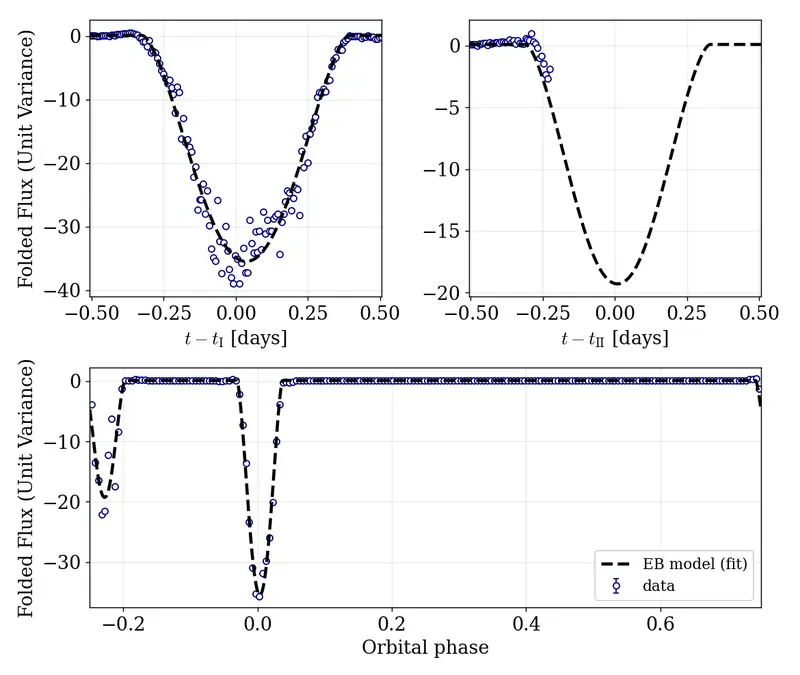 Folded Flux (Unit Variance)
0
−10
−20
−30
−40
−0.50 −0.25 0.00 0.25 0.50
t − t_I [days]
0
−5
−10
−15
−20
−0.50 −0.25 0.00 0.25 0.50
t − t_II [days]
Folded Flux (Unit Variance)
0
−10
−20
−30
−0.2 0.0 0.2 0.4 0.6
Orbital phase
EB model (fit)
data